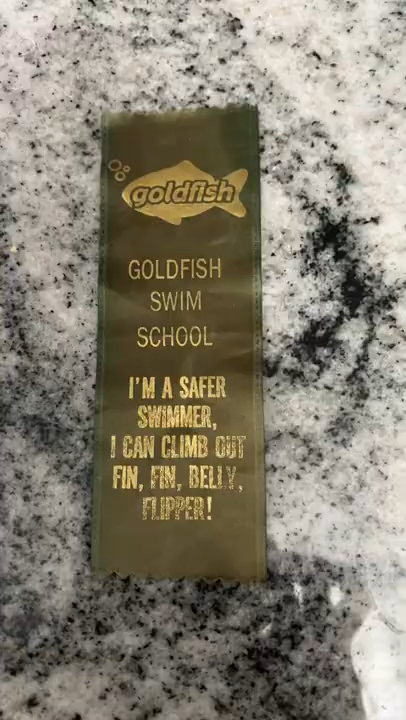 goldfish
GOLDFISH
SWIM
SCHOOL
I'M A SAFER
SWIMMER,
I CAN CLIMB OUT
FIN, FIN, BELLY,
FLIPPER!